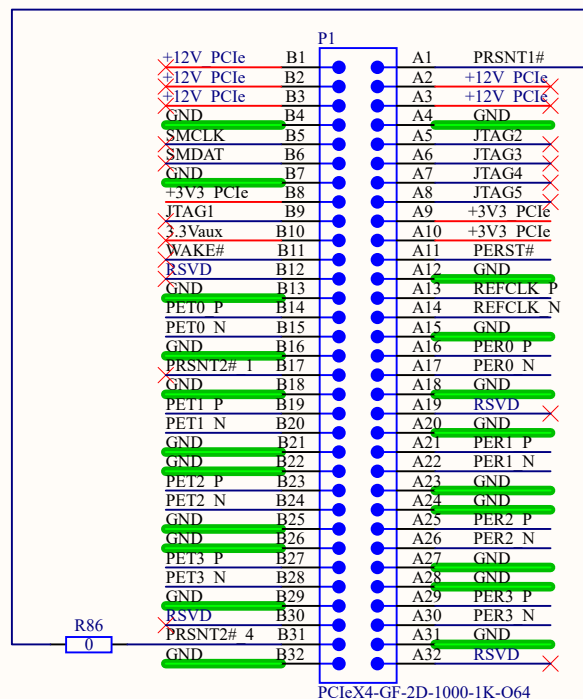 P1
+12V_PCIe B1 A1 PRSNT1#
+12V_PCIe B2 A2 +12V_PCIe
+12V_PCIe B3 A3 +12V_PCIe
GND B4 A4 GND
SMCLK B5 A5 JTAG2
SMDAT B6 A6 JTAG3
GND B7 A7 JTAG4
+3V3_PCIe B8 A8 JTAG5
JTAG1 B9 A9 +3V3_PCIe
3.3Vaux B10 A10 +3V3_PCIe
WAKE# B11 A11 PERST#
RSVD B12 A12 GND
GND B13 A13 REFCLK_P
PET0_P B14 A14 REFCLK_N
PET0_N B15 A15 GND
GND B16 A16 PER0_P
PRSNT2#_1 B17 A17 PER0_N
GND B18 A18 GND
PET1_P B19 A19 RSVD
PET1_N B20 A20 GND
GND B21 A21 PER1_P
GND B22 A22 PER1_N
PET2_P B23 A23 GND
PET2_N B24 A24 GND
GND B25 A25 PER2_P
GND B26 A26 PER2_N
PET3_P B27 A27 GND
PET3_N B28 A28 GND
GND B29 A29 PER3_P
RSVD B30 A30 PER3_N
R86
0 PRSNT2#_4 B31 A31 GND
GND B32 A32 RSVD
PCIeX4-GF-2D-1000-1K-O64